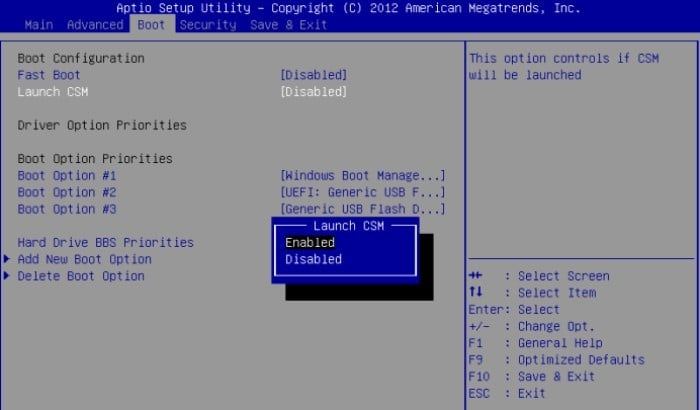 Aptio Setup Utility – Copyright (C) 2012 American Megatrends, Inc.
Main Advanced Boot Security Save & Exit
Boot Configuration
Fast Boot [Disabled]
Launch CSM [Disabled]
Driver Option Priorities
Boot Option Priorities
Boot Option #1 [Windows Boot Manage...]
Boot Option #2 [UEFI: Generic USB F...]
Boot Option #3 [Generic USB Flash D...]
Hard Drive BBS Priorities
Add New Boot Option
Delete Boot Option
Launch CSM
Enabled
Disabled
This option controls if CSM
will be launched
→← : Select Screen
↑↓ : Select Item
Enter: Select
+/- : Change Opt.
F1 : General Help
F9 : Optimized Defaults
F10 : Save & Exit
ESC : Exit